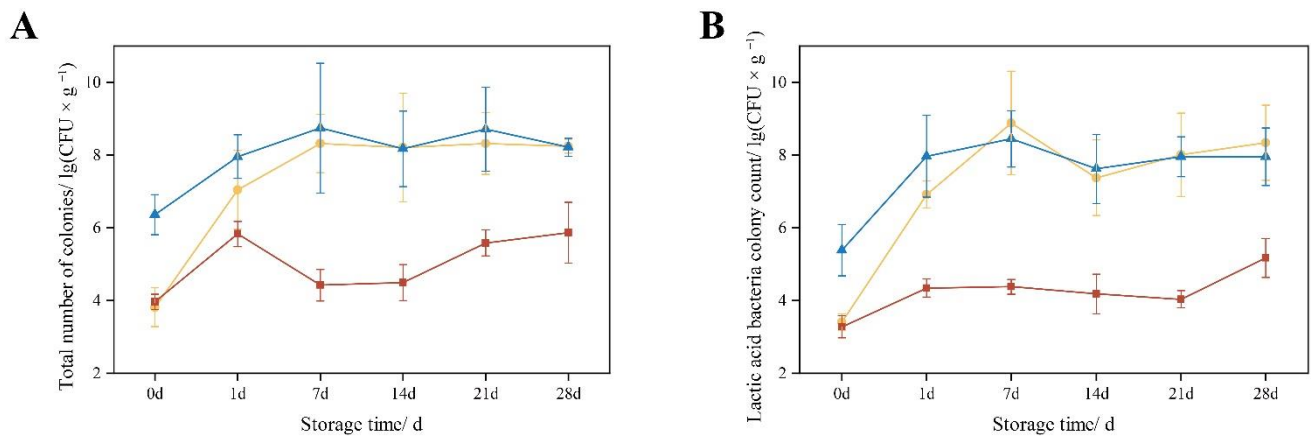 A
Total number of colonies/ lg(CFU × g⁻¹)
10
8
6
4
2
0d 1d 7d 14d 21d 28d
Storage time/ d
B
Lactic acid bacteria colony count/ lg(CFU × g⁻¹)
10
8
6
4
2
0d 1d 7d 14d 21d 28d
Storage time/ d